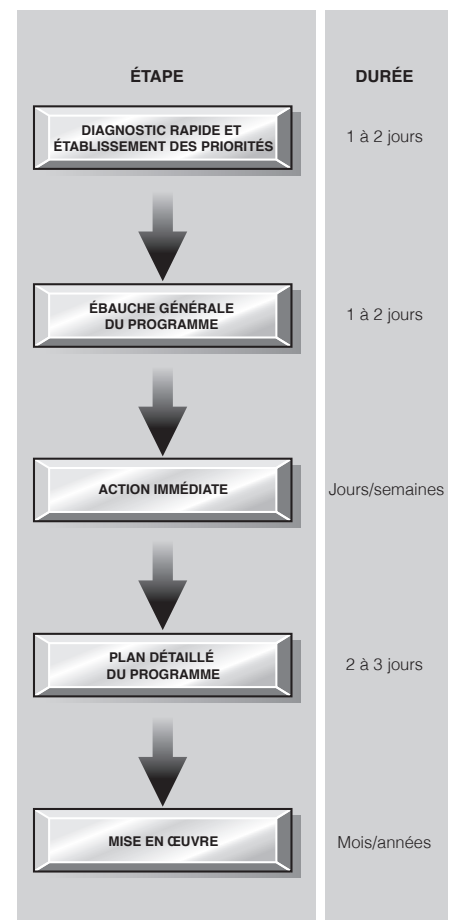 ÉTAPE
DURÉE
DIAGNOSTIC RAPIDE ET
ÉTABLISSEMENT DES PRIORITÉS
1 à 2 jours
ÉBAUCHE GÉNÉRALE
DU PROGRAMME
1 à 2 jours
ACTION IMMÉDIATE
Jours/semaines
PLAN DÉTAILLÉ
DU PROGRAMME
2 à 3 jours
MISE EN ŒUVRE
Mois/années